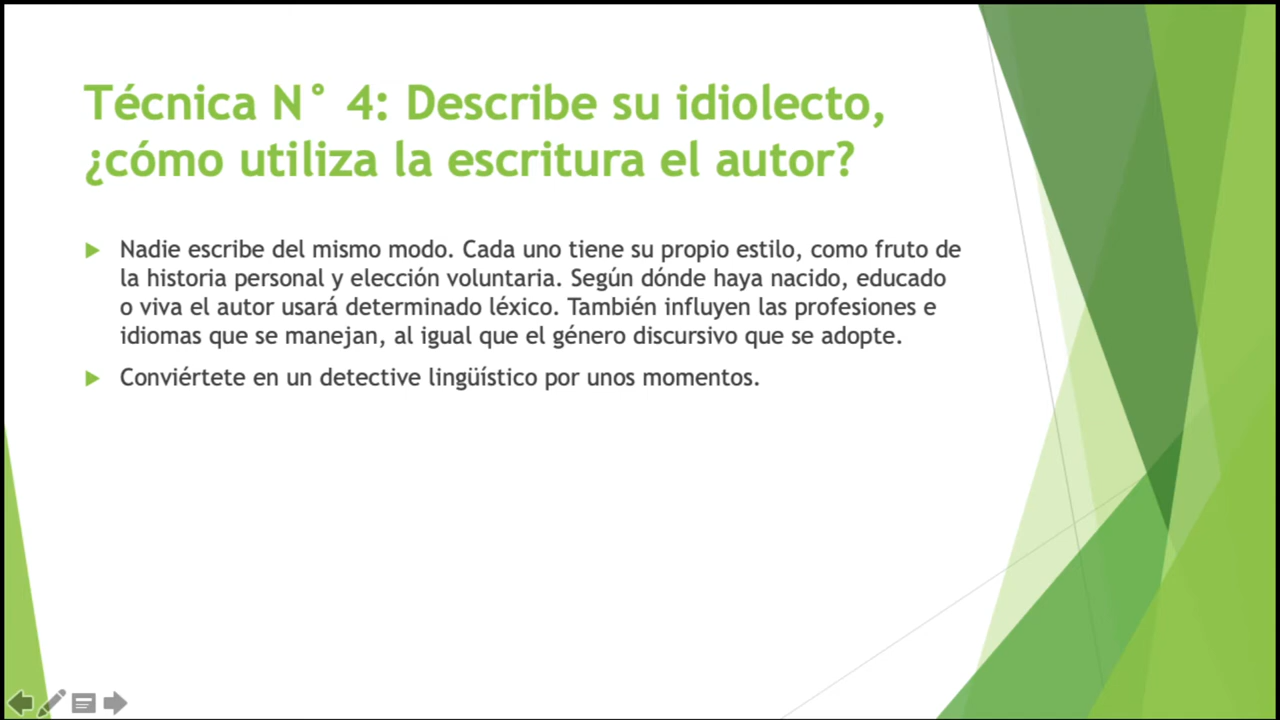 Técnica N° 4: Describe su idiolecto,
¿cómo utiliza la escritura el autor?
Nadie escribe del mismo modo. Cada uno tiene su propio estilo, como fruto de
la historia personal y elección voluntaria. Según dónde haya nacido, educado
o viva el autor usará determinado léxico. También influyen las profesiones e
idiomas que se manejan, al igual que el género discursivo que se adopte.
Conviértete en un detective lingüístico por unos momentos.